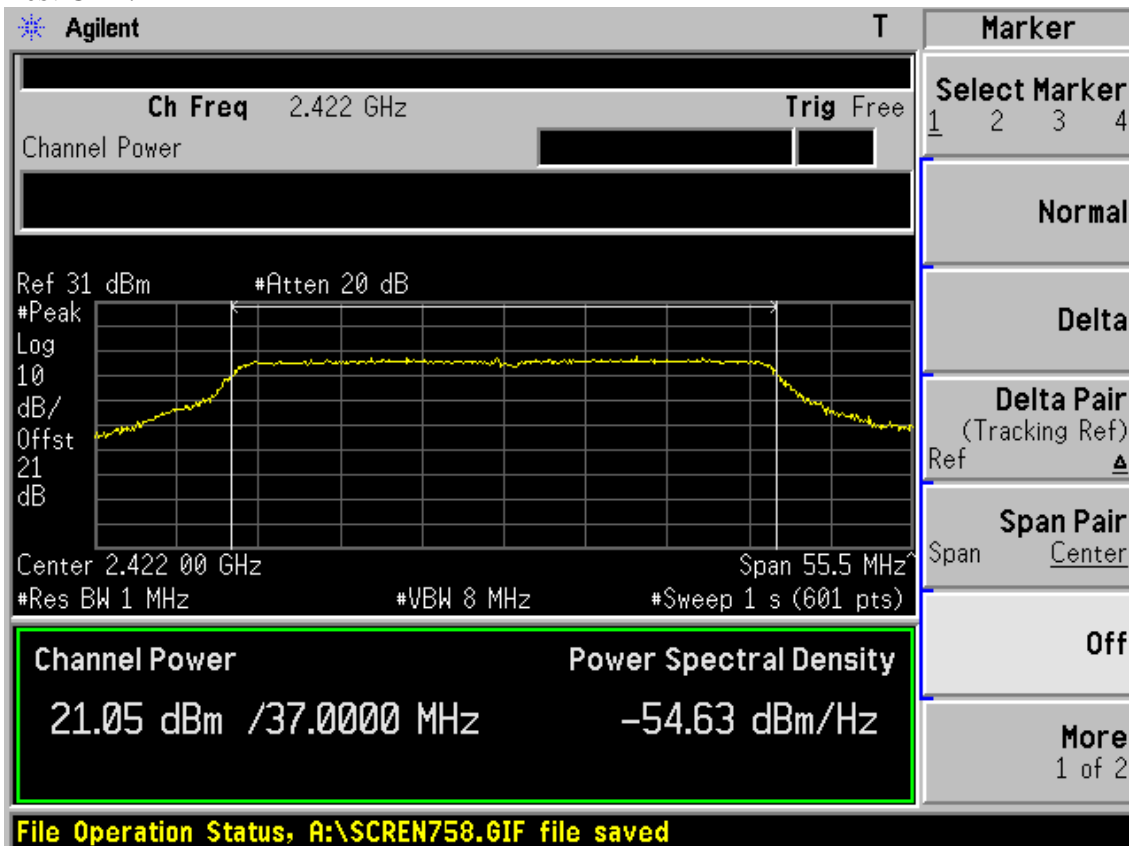 Agilent T
Ch Freq 2.422 GHz Trig Free
Channel Power
Ref 31 dBm #Atten 20 dB
#Peak
Log
10
dB/
Offst
21
dB
Center 2.422 00 GHz Span 55.5 MHz^
#Res BW 1 MHz #VBW 8 MHz #Sweep 1 s (601 pts)
Channel Power Power Spectral Density
21.05 dBm /37.0000 MHz -54.63 dBm/Hz
File Operation Status, A:\SCREN758.GIF file saved
Marker
Select Marker
1 2 3 4
Normal
Delta
Delta Pair
(Tracking Ref)
Ref Δ
Span Pair
Span Center
Off
More
1 of 2